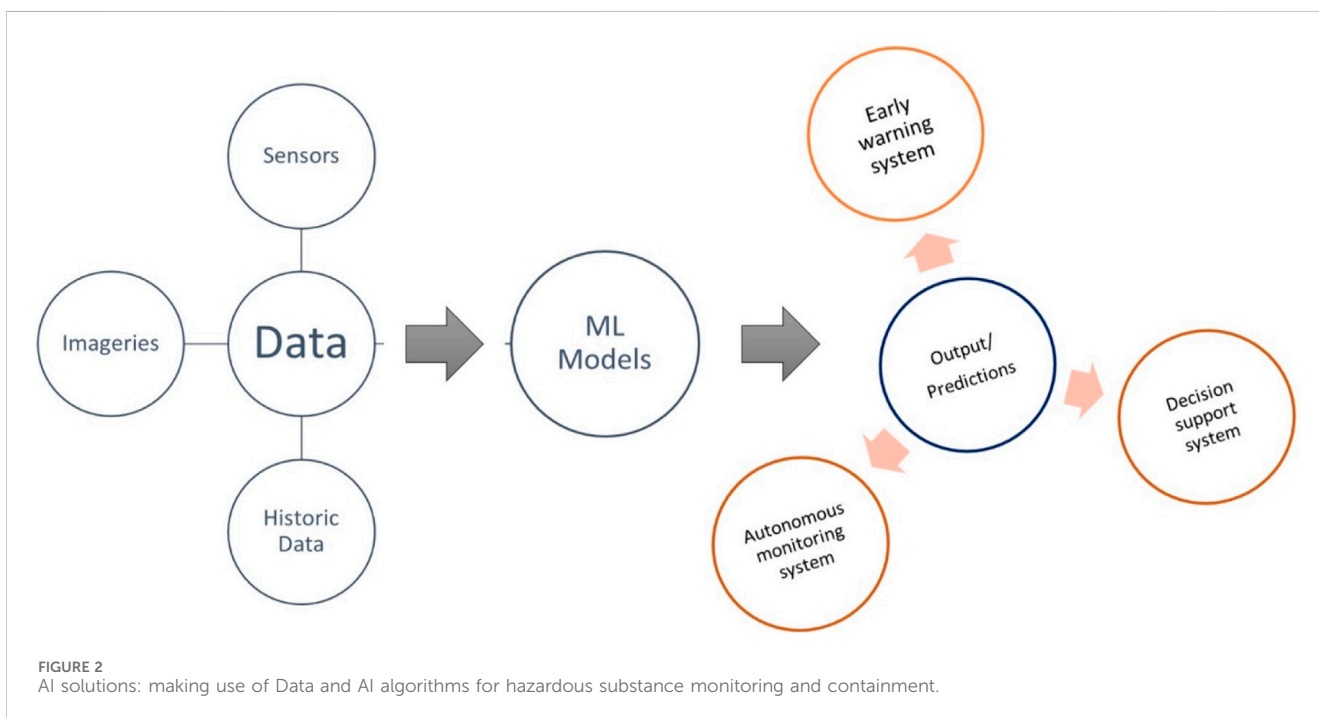 Sensors
Imageries
Data
Historic
Data
ML
Models
Output/
Predictions
Early
warning
system
Decision
support
system
Autonomous
monitoring
system
FIGURE 2
AI solutions: making use of Data and AI algorithms for hazardous substance monitoring and containment.